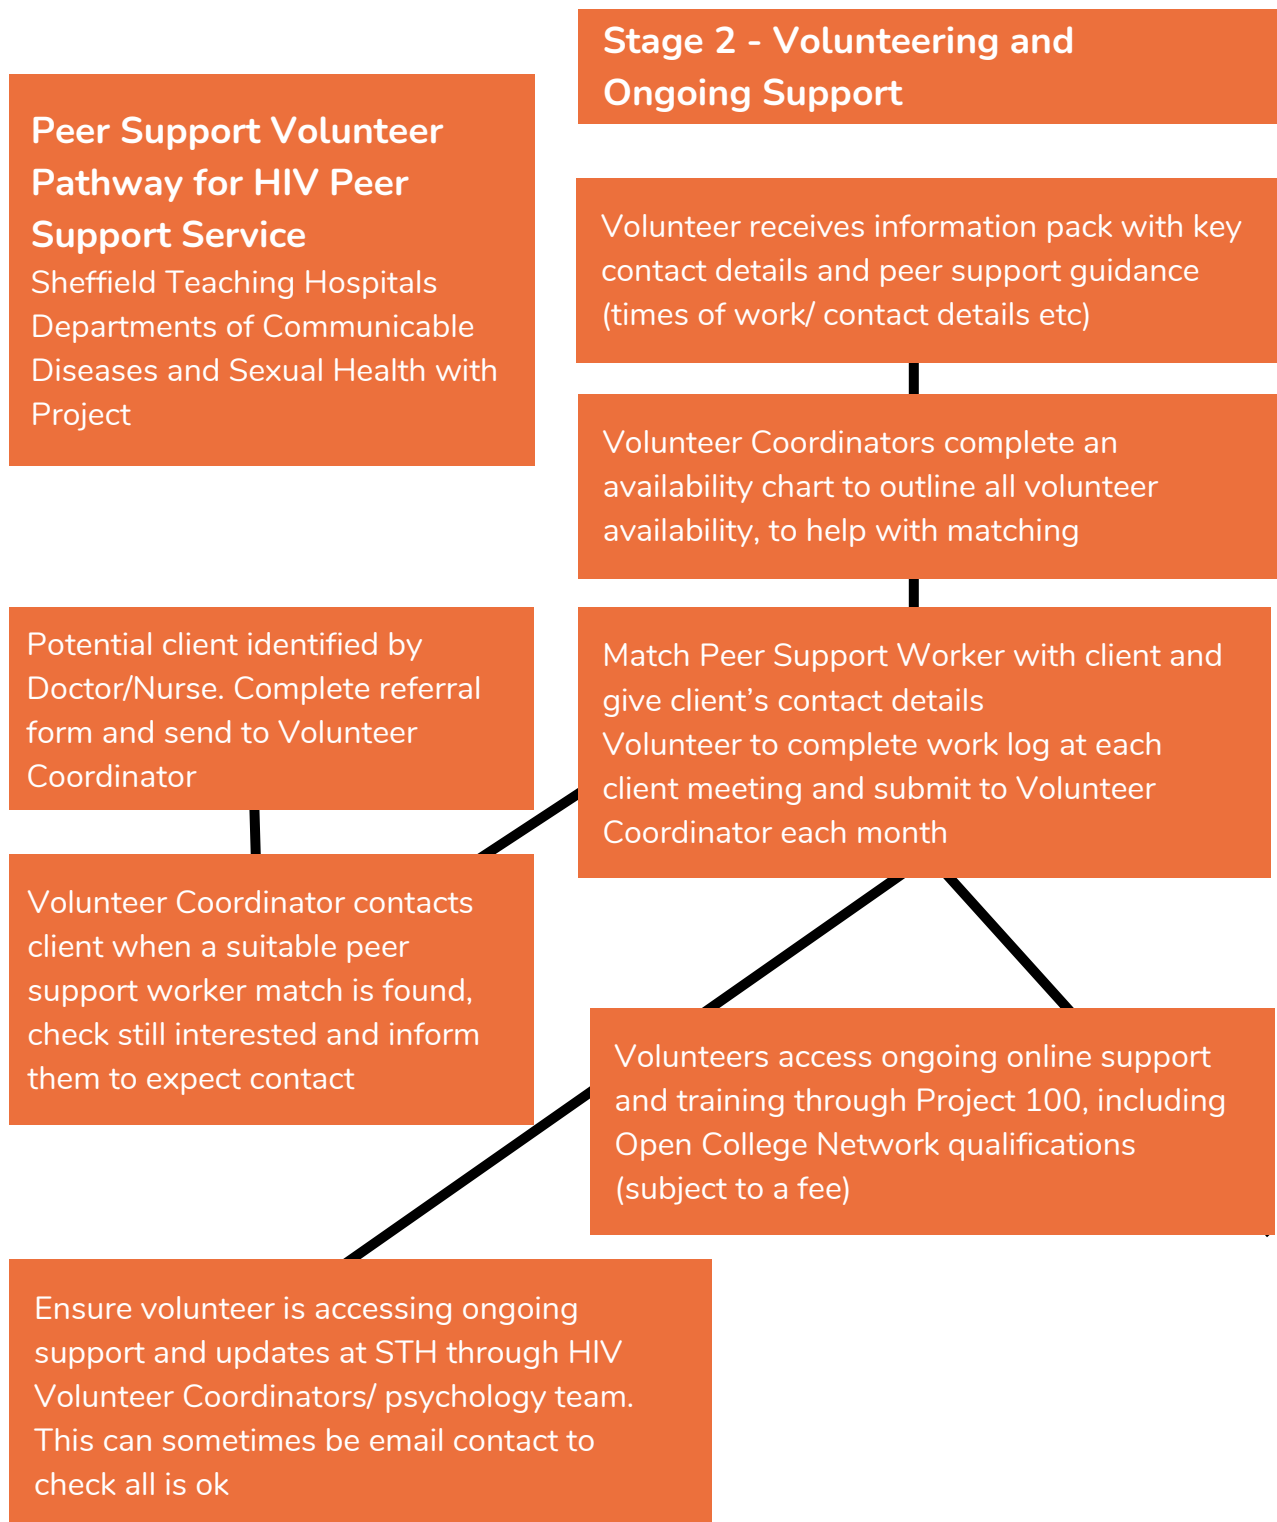 Stage 2 - Volunteering and
Ongoing Support
Peer Support Volunteer
Pathway for HIV Peer
Support Service
Sheffield Teaching Hospitals
Departments of Communicable
Diseases and Sexual Health with
Project
Volunteer receives information pack with key
contact details and peer support guidance
(times of work/ contact details etc)
Volunteer Coordinators complete an
availability chart to outline all volunteer
availability, to help with matching
Potential client identified by
Doctor/Nurse. Complete referral
form and send to Volunteer
Coordinator
Match Peer Support Worker with client and
give client’s contact details
Volunteer to complete work log at each
client meeting and submit to Volunteer
Coordinator each month
Volunteer Coordinator contacts
client when a suitable peer
support worker match is found,
check still interested and inform
them to expect contact
Volunteers access ongoing online support
and training through Project 100, including
Open College Network qualifications
(subject to a fee)
Ensure volunteer is accessing ongoing
support and updates at STH through HIV
Volunteer Coordinators/ psychology team.
This can sometimes be email contact to
check all is ok